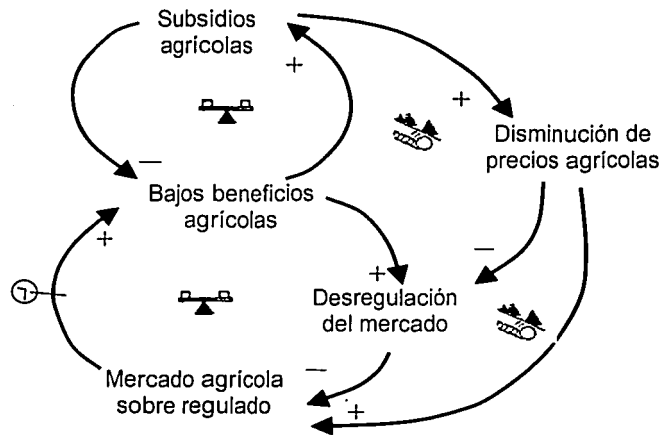 Subsidios
agrícolas
+
+
Disminución de
precios agrícolas
−
Bajos beneficios
agrícolas
+
−
+
Desregulación
del mercado
−
Mercado agrícola
sobre regulado
+